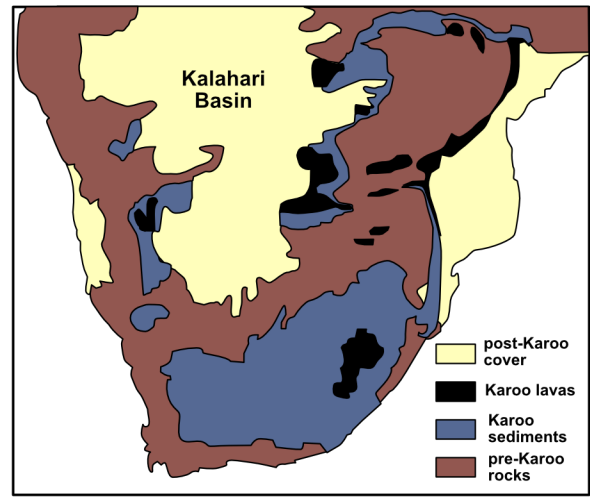 Kalahari
Basin
post-Karoo
cover
Karoo lavas
Karoo
sediments
pre-Karoo
rocks